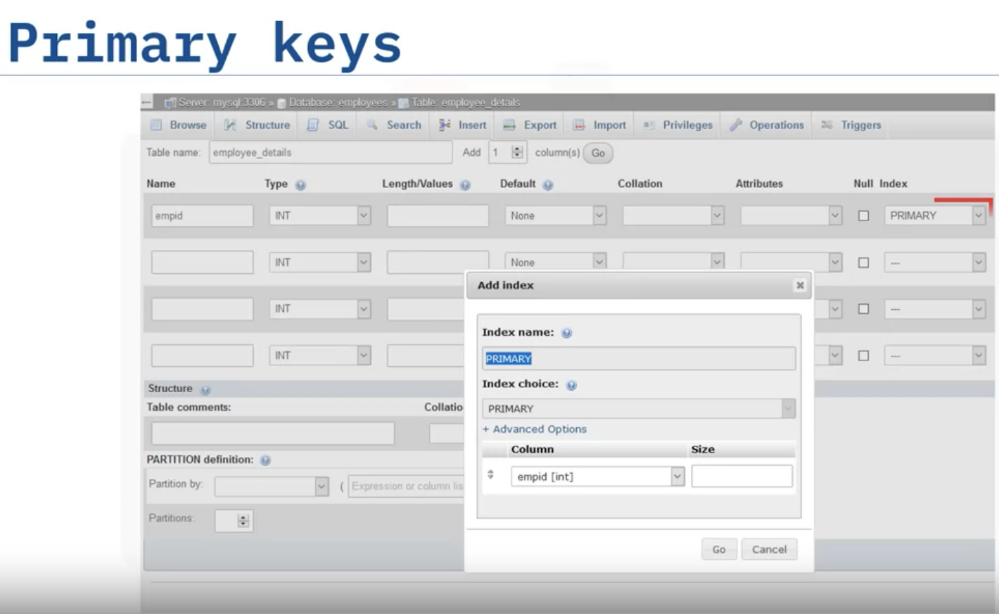 Primary keys
Server: mysql:3306 » Database: employees » Table: employee_details
Browse Structure SQL Search Insert Export Import Privileges Operations Triggers
Table name: employee_details Add 1 column(s) Go
Name Type Length/Values Default Collation Attributes Null Index
empid INT None PRIMARY
INT None ---
INT ---
INT ---
Add index
Index name:
PRIMARY
Index choice:
PRIMARY
+ Advanced Options
Column Size
empid [int]
Go Cancel
Structure
Table comments: Collatio
PARTITION definition:
Partition by: ( Expression or column lis
Partitions: